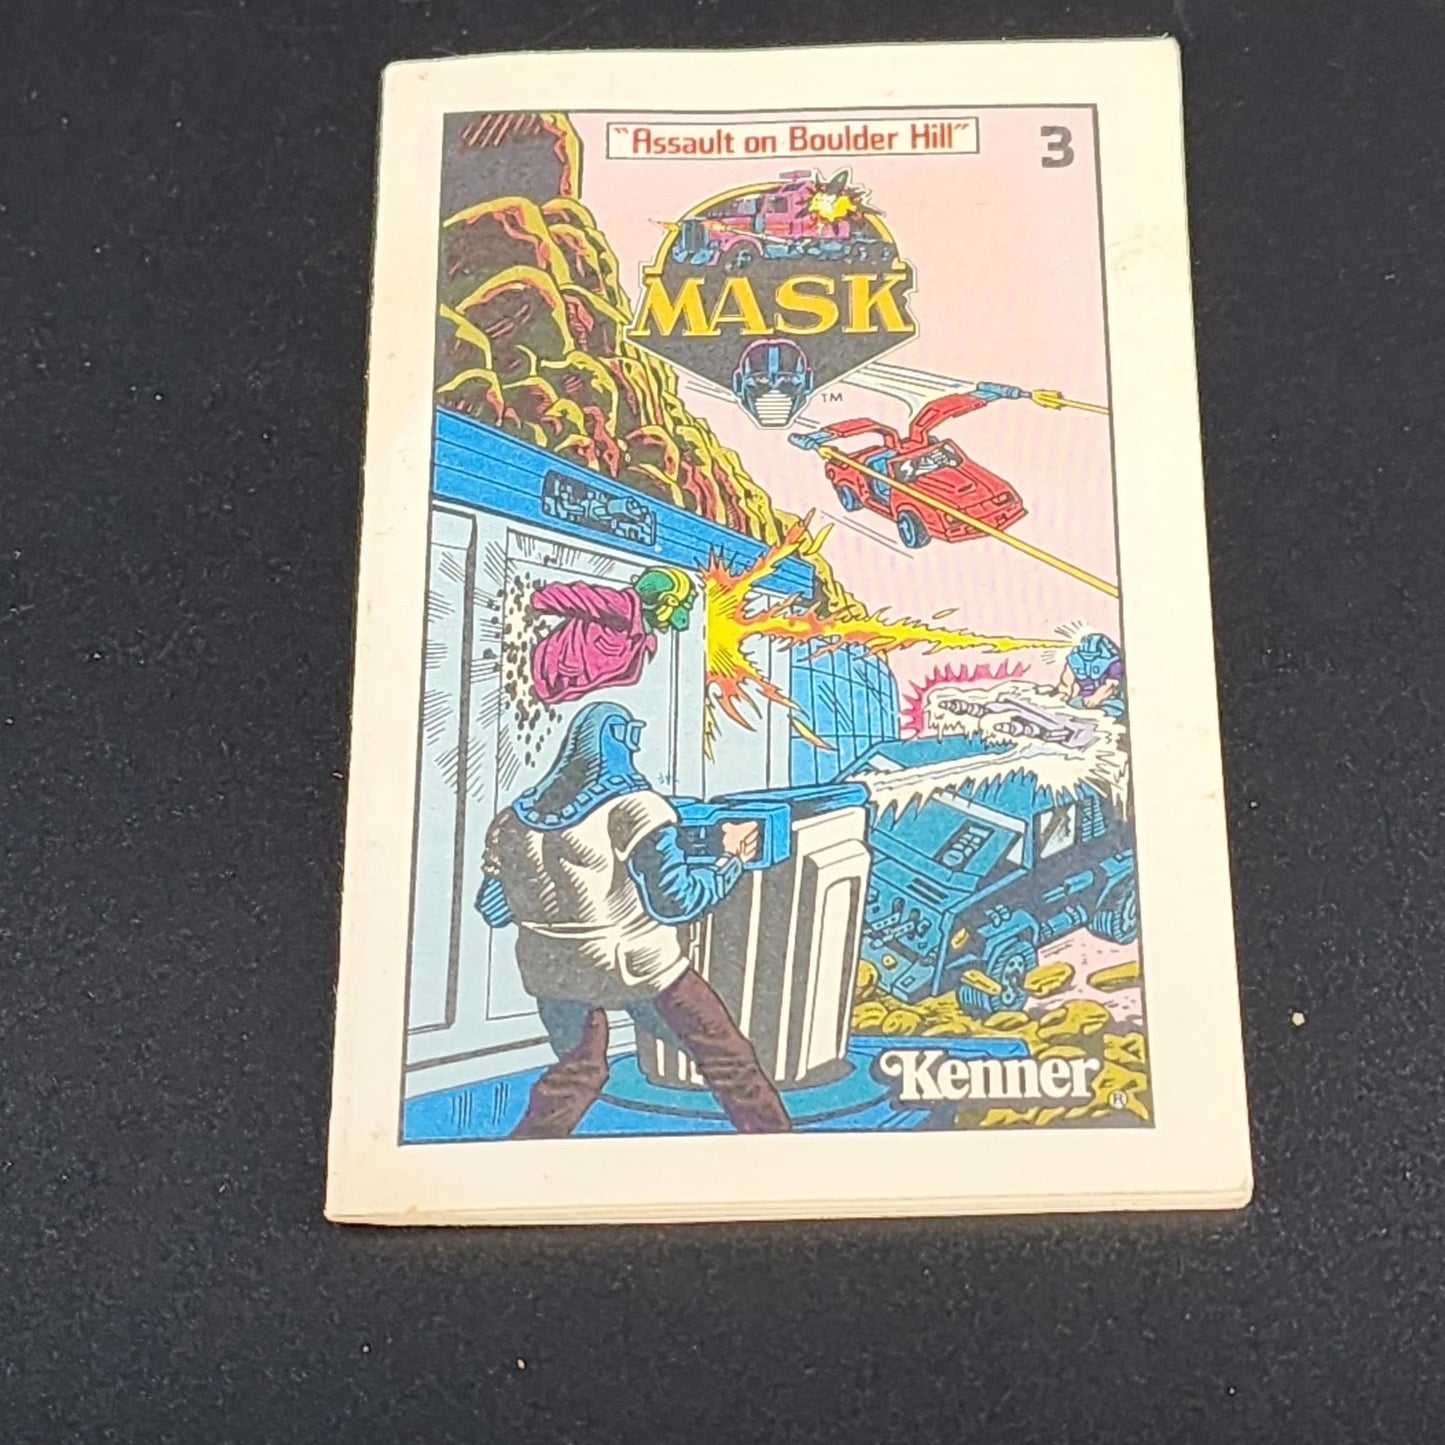 "Assault on Boulder Hill"
3
MASK
TM
Kenner
®